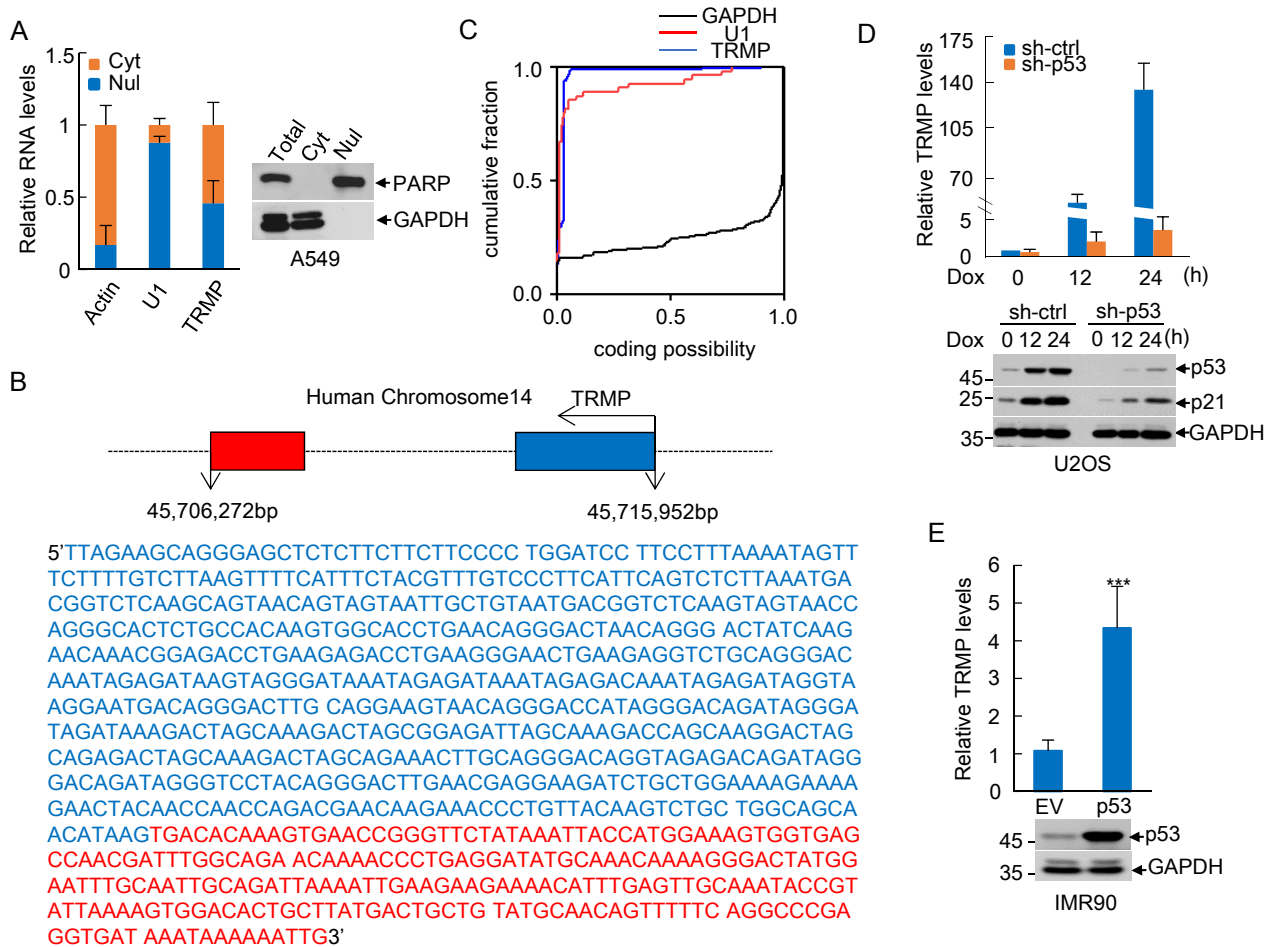 A
1.5
1
0.5
0
Relative RNA levels
Cyt
Nul
Actin
U1
TRMP
Total
Cyt
Nul
PARP
GAPDH
A549
C
GAPDH
U1
TRMP
1.0
0.5
0.0
cumulative fraction
0.0 0.5 1.0
coding possibility
D
175
140
105
70
5
0
Relative TRMP levels
sh-ctrl
sh-p53
Dox 0 12 24 (h)
sh-ctrl sh-p53
Dox 0 12 24 0 12 24 (h)
45 p53
25 p21
35 GAPDH
U2OS
B
Human Chromosome14 TRMP
45,706,272bp 45,715,952bp
5'TTAGAAGCAGGGAGCTCTCTTCTTCTTCCCC TGGATCC TTCCTTTAAAATAGTT
TCTTTTGTCTTAAGTTTTCATTTCTACGTTTGTCCCTTCATTCAGTCTCTTAAATGA
CGGTCTCAAGCAGTAACAGTAGTAATTGCTGTAATGACGGTCTCAAGTAGTAACC
AGGGCACTCTGCCACAAGTGGCACCTGAACAGGGACTAACAGGG ACTATCAAG
AACAAACGGAGACCTGAAGAGACCTGAAGGGAACTGAAGAGGTCTGCAGGGAC
AAATAGAGATAAGTAGGGATAAATAGAGATAAATAGAGACAAATAGAGATAGGTA
AGGAATGACAGGGACTTG CAGGAAGTAACAGGGACCATAGGGACAGATAGGGA
TAGATAAAGACTAGCAAAGACTAGCGGAGATTAGCAAAGACCAGCAAGGACTAG
CAGAGACTAGCAAAGACTAGCAGAAACTTGCAGGGACAGGTAGAGACAGATAGG
GACAGATAGGGTCCTACAGGGACTTGAACGAGGAAGATCTGCTGGAAAAGAAAA
GAACTACAACCAACCAGACGAACAAGAAACCCTGTTACAAGTCTGC TGGCAGCA
ACATAAGTGACACAAAGTGAACCGGGTTCTATAAATTACCATGGAAAGTGGTGAG
CCAACGATTTGGCAGA ACAAAACCCTGAGGATATGCAAACAAAAGGGACTATGG
AATTTGCAATTGCAGATTAAAATTGAAGAAGAAAACATTTGAGTTGCAAATACCGT
ATTAAAAGTGGACACTGCTTATGACTGCTG TATGCAACAGTTTTTC AGGCCCGA
GGTGAT AAATAAAAAATTG3'
E
6
5
4
3
2
1
0
Relative TRMP levels
***
EV p53
45 p53
35 GAPDH
IMR90